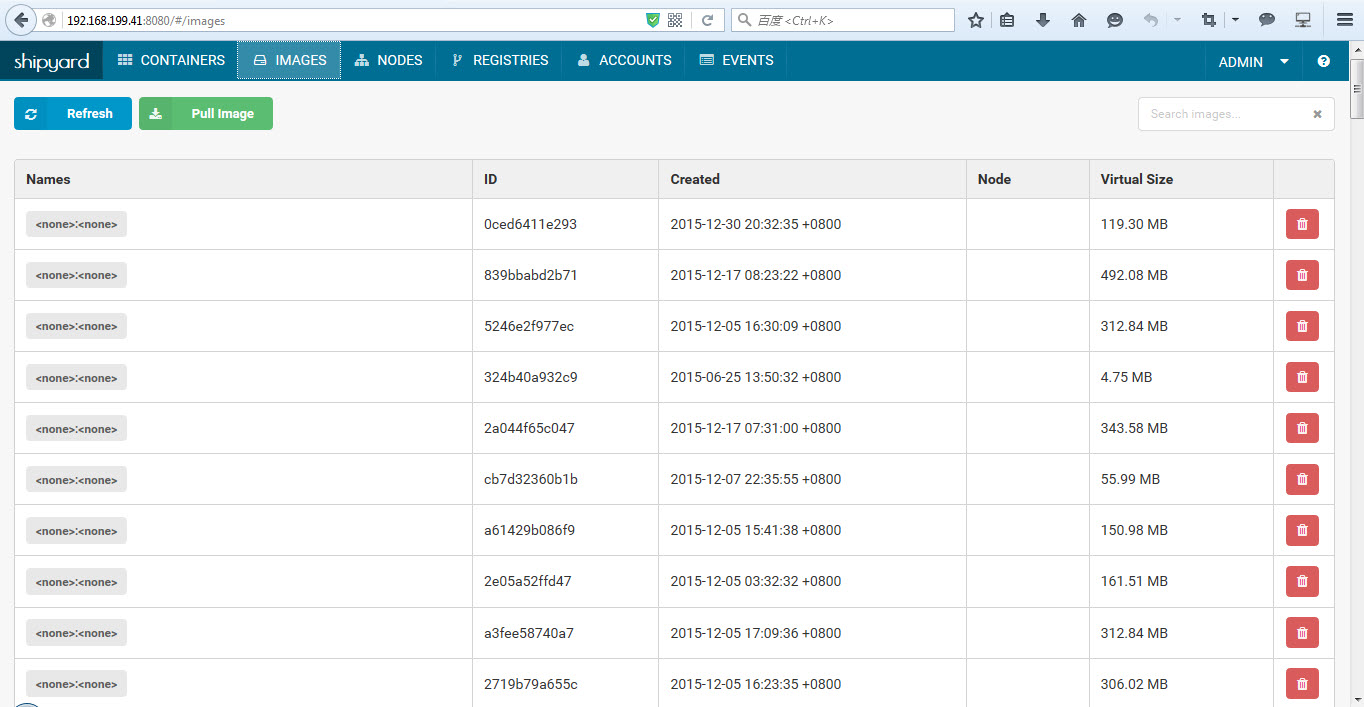 192.168.199.41:8080/#/images
百度 <Ctrl+K>
shipyard CONTAINERS IMAGES NODES REGISTRIES ACCOUNTS EVENTS ADMIN ?
Refresh Pull Image Search images...
Names ID Created Node Virtual Size
<none>:<none> 0ced6411e293 2015-12-30 20:32:35 +0800 119.30 MB
<none>:<none> 839bbabd2b71 2015-12-17 08:23:22 +0800 492.08 MB
<none>:<none> 5246e2f977ec 2015-12-05 16:30:09 +0800 312.84 MB
<none>:<none> 324b40a932c9 2015-06-25 13:50:32 +0800 4.75 MB
<none>:<none> 2a044f65c047 2015-12-17 07:31:00 +0800 343.58 MB
<none>:<none> cb7d32360b1b 2015-12-07 22:35:55 +0800 55.99 MB
<none>:<none> a61429b086f9 2015-12-05 15:41:38 +0800 150.98 MB
<none>:<none> 2e05a52ffd47 2015-12-05 03:32:32 +0800 161.51 MB
<none>:<none> a3fee58740a7 2015-12-05 17:09:36 +0800 312.84 MB
<none>:<none> 2719b79a655c 2015-12-05 16:23:35 +0800 306.02 MB